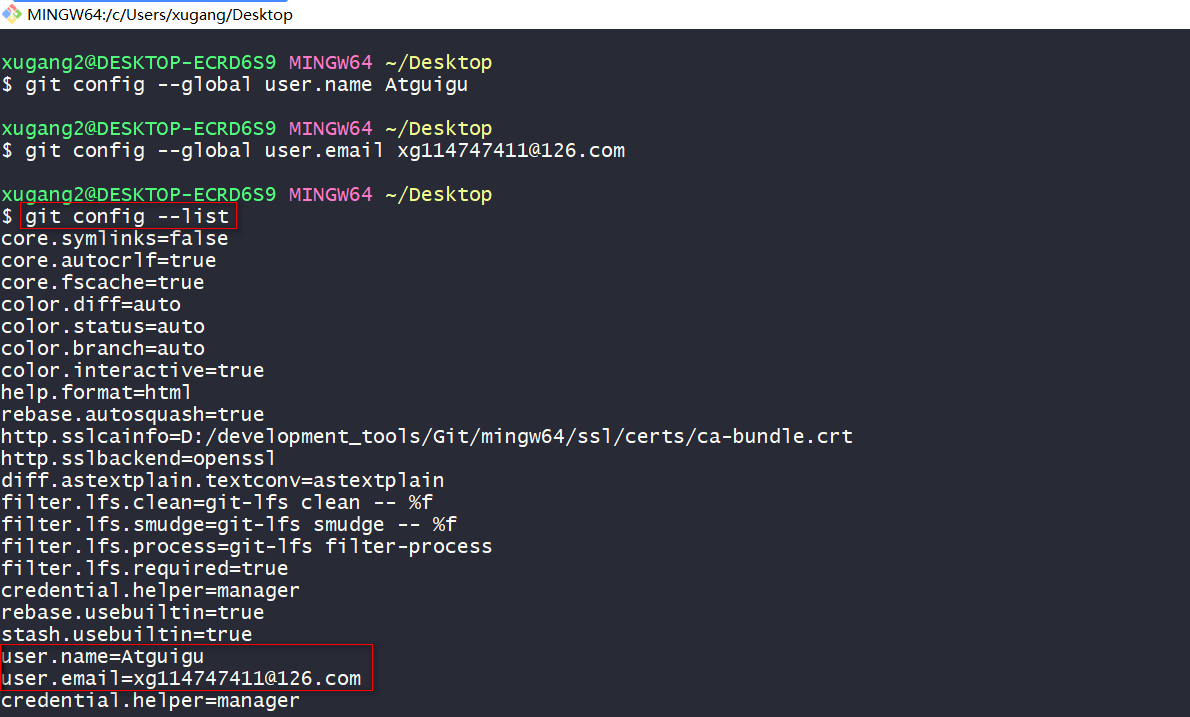 MINGW64:/c/Users/xugang/Desktop
xugang2@DESKTOP-ECRD6S9 MINGW64 ~/Desktop
$ git config --global user.name Atguigu
xugang2@DESKTOP-ECRD6S9 MINGW64 ~/Desktop
$ git config --global user.email xg114747411@126.com
xugang2@DESKTOP-ECRD6S9 MINGW64 ~/Desktop
$ git config --list
core.symlinks=false
core.autocrlf=true
core.fscache=true
color.diff=auto
color.status=auto
color.branch=auto
color.interactive=true
help.format=html
rebase.autosquash=true
http.sslcainfo=D:/development_tools/Git/mingw64/ssl/certs/ca-bundle.crt
http.sslbackend=openssl
diff.astextplain.textconv=astextplain
filter.lfs.clean=git-lfs clean -- %f
filter.lfs.smudge=git-lfs smudge -- %f
filter.lfs.process=git-lfs filter-process
filter.lfs.required=true
credential.helper=manager
rebase.usebuiltin=true
stash.usebuiltin=true
user.name=Atguigu
user.email=xg114747411@126.com
credential.helper=manager